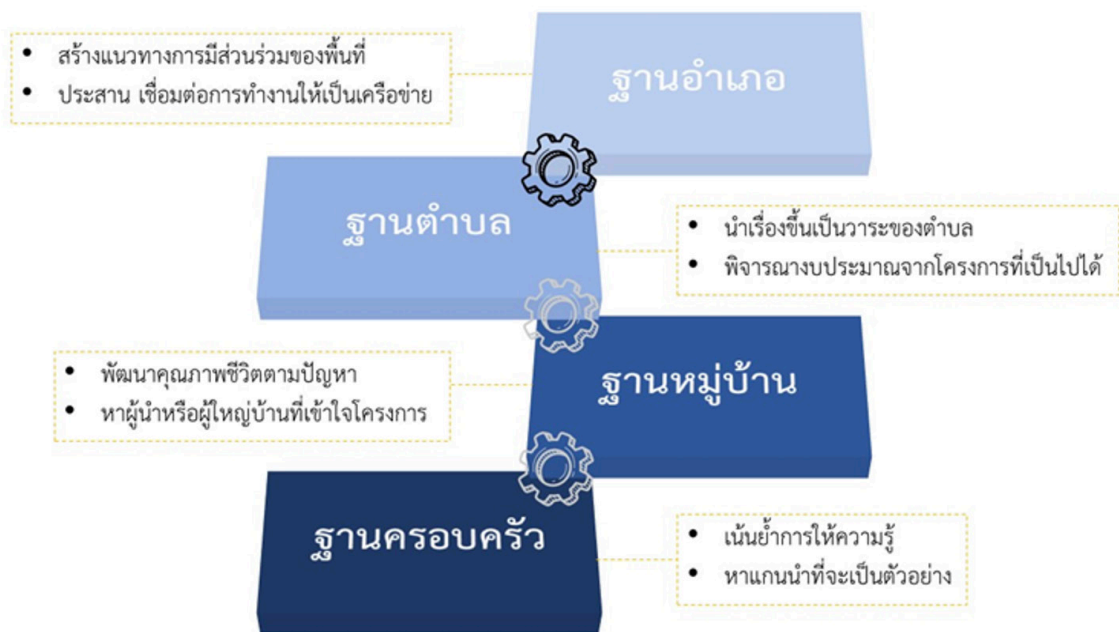 • สร้างแนวทางการมีส่วนร่วมของพื้นที่
• ประสาน เชื่อมต่อการทำงานให้เป็นเครือข่าย
ฐานอำเภอ
ฐานตำบล
• นำเรื่องขึ้นเป็นวาระของตำบล
• พิจารณางบประมาณจากโครงการที่เป็นไปได้
• พัฒนาคุณภาพชีวิตตามปัญหา
• หาผู้นำหรือผู้ใหญ่บ้านที่เข้าใจโครงการ
ฐานหมู่บ้าน
ฐานครอบครัว
• เน้นย้ำการให้ความรู้
• หาแกนนำที่จะเป็นตัวอย่าง